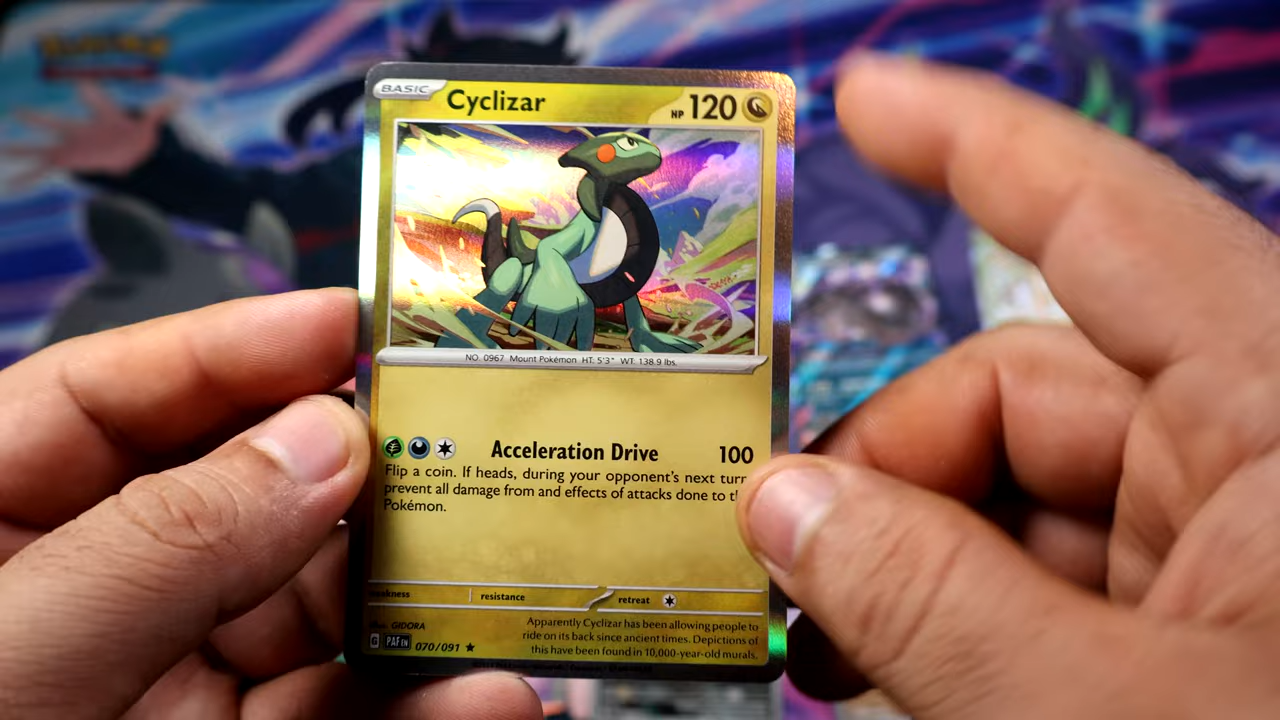 BASIC Cyclizar HP 120
NO. 0967 Mount Pokémon HT: 5'3" WT: 138.9 lbs.
Acceleration Drive 100
Flip a coin. If heads, during your opponent's next turn
prevent all damage from and effects of attacks done to
Pokémon.
resistance retreat
GIDORA
Apparently Cyclizar has been allowing people to
ride on its back since ancient times. Depictions of
this have been found in 10,000-year-old murals.
G PAF EN 070/091